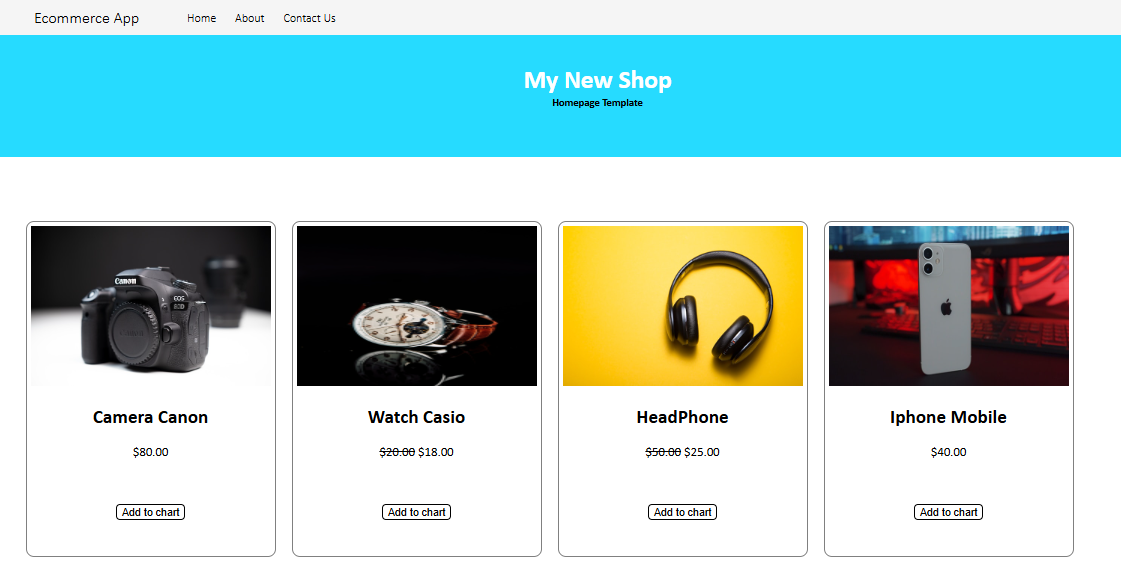 Ecommerce App Home About Contact Us
My New Shop
Homepage Template
Canon
EOS
80D
Camera Canon
$80.00
Add to chart
Watch Casio
$20.00 $18.00
Add to chart
HeadPhone
$50.00 $25.00
Add to chart
Iphone Mobile
$40.00
Add to chart